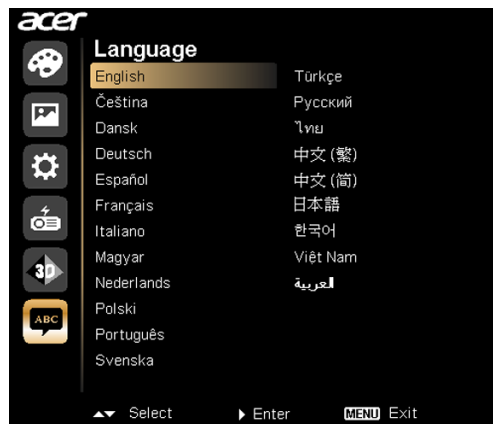 acer
Language
English
Türkçe
Čeština
Русский
Dansk
ไทย
Deutsch
中文 (繁)
Español
中文 (简)
Français
日本語
Italiano
한국어
Magyar
Việt Nam
Nederlands
العربية
Polski
Português
Svenska
3D
ABC
Select
Enter
MENU Exit